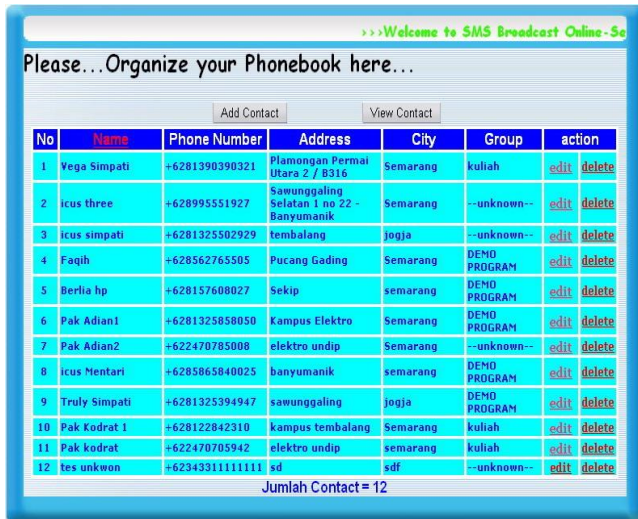 >>>Welcome to SMS Broadcast Online-Se
Please...Organize your Phonebook here...
Add Contact View Contact
No Name Phone Number Address City Group action
1 Vega Simpati +6281390390321 Plamongan Permai Utara 2 / B316 Semarang kuliah edit delete
2 icus three +628995551927 Sawunggaling Selatan 1 no 22 - Banyumanik Semarang --unknown-- edit delete
3 icus simpati +6281325502929 tembalang jogja --unknown-- edit delete
4 Faqih +628562765505 Pucang Gading Semarang DEMO PROGRAM edit delete
5 Berlia hp +628157608027 Sekip semarang DEMO PROGRAM edit delete
6 Pak Adian1 +6281325858050 Kampus Elektro Semarang DEMO PROGRAM edit delete
7 Pak Adian2 +622470785008 elektro undip Semarang --unknown-- edit delete
8 icus Mentari +6285865840025 banyumanik semarang DEMO PROGRAM edit delete
9 Truly Simpati +6281325394947 sawunggaling jogja DEMO PROGRAM edit delete
10 Pak Kodrat 1 +628122842310 kampus tembalang Semarang kuliah edit delete
11 Pak kodrat +622470705942 elektro undip semarang kuliah edit delete
12 tes unkwon +62343311111111 sd sdf --unknown-- edit delete
Jumlah Contact = 12